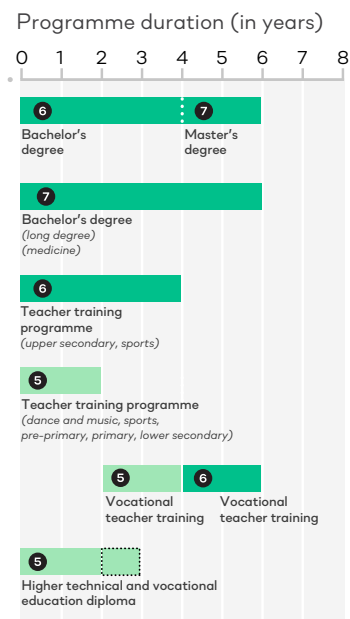 Programme duration (in years)
0 1 2 3 4 5 6 7 8
6 7
Bachelor's Master's
degree degree
7
Bachelor's degree
(long degree)
(medicine)
6
Teacher training
programme
(upper secondary, sports)
5
Teacher training programme
(dance and music, sports,
pre-primary, primary, lower secondary)
5 6
Vocational Vocational
teacher training teacher training
5
Higher technical and vocational
education diploma